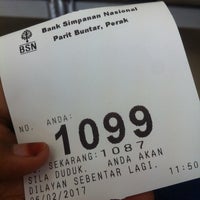 BSN
Bank Simpanan Nasional
Parit Buntar, Perak
NO. ANDA:
1099
SEKARANG: 1087
SILA DUDUK. ANDA AKAN
DILAYAN SEBENTAR LAGI.
06/02/2017 11:50